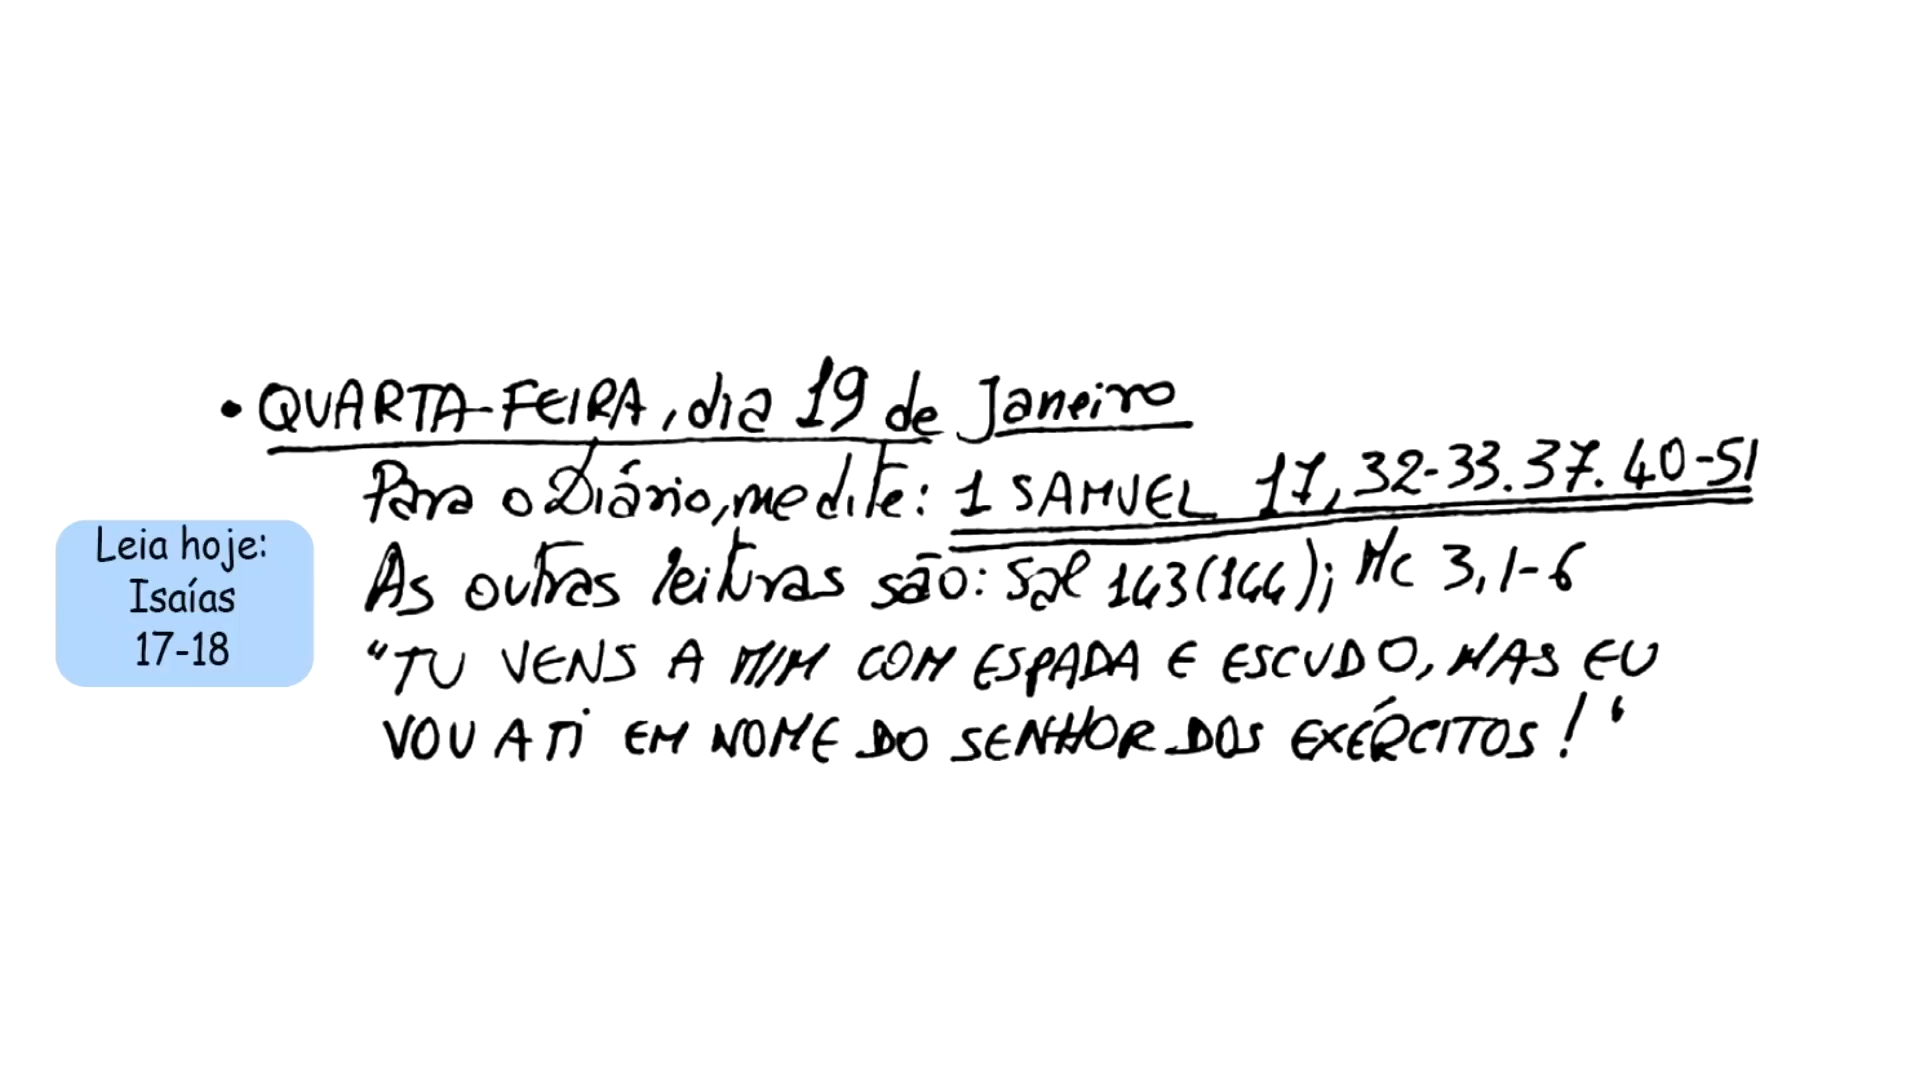 • QUARTA-FEIRA, dia 19 de Janeiro
Para o Diário, medite: 1 SAMUEL 17, 32-33.37.40-51
As outras leituras são: Sal 143(144); Mc 3, 1-6
"TU VENS A MIM COM ESPADA E ESCUDO, MAS EU
VOU A TI EM NOME DO SENHOR DOS EXÉRCITOS!"
Leia hoje:
Isaías
17-18